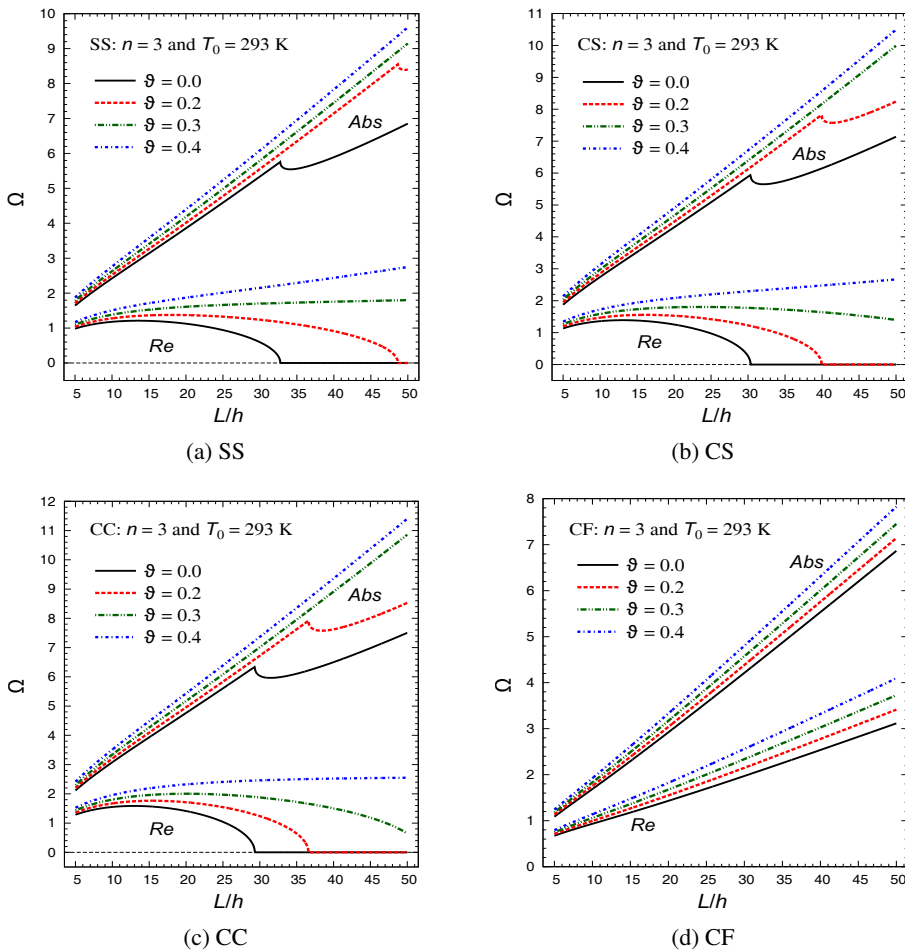 SS: n = 3 and T0 = 293 K
ϑ = 0.0
ϑ = 0.2
ϑ = 0.3
ϑ = 0.4
Abs
Re
Ω
10
9
8
7
6
5
4
3
2
1
0
5 10 15 20 25 30 35 40 45 50
L/h
(a) SS
CS: n = 3 and T0 = 293 K
ϑ = 0.0
ϑ = 0.2
ϑ = 0.3
ϑ = 0.4
Abs
Re
Ω
11
10
9
8
7
6
5
4
3
2
1
0
5 10 15 20 25 30 35 40 45 50
L/h
(b) CS
CC: n = 3 and T0 = 293 K
ϑ = 0.0
ϑ = 0.2
ϑ = 0.3
ϑ = 0.4
Abs
Re
Ω
12
11
10
9
8
7
6
5
4
3
2
1
0
5 10 15 20 25 30 35 40 45 50
L/h
(c) CC
CF: n = 3 and T0 = 293 K
ϑ = 0.0
ϑ = 0.2
ϑ = 0.3
ϑ = 0.4
Abs
Re
Ω
8
7
6
5
4
3
2
1
0
5 10 15 20 25 30 35 40 45 50
L/h
(d) CF